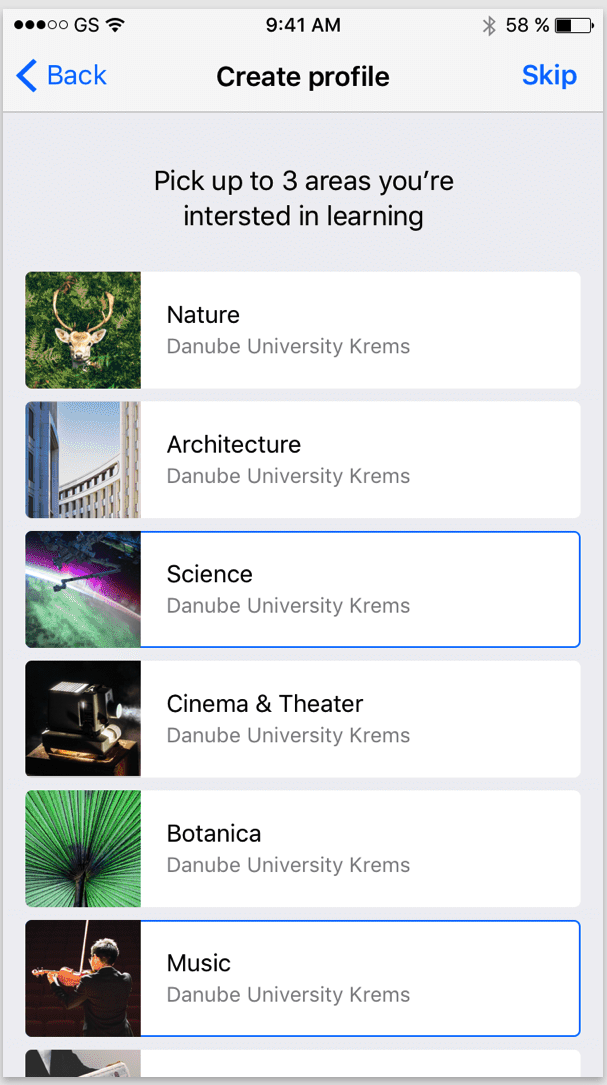 GS 9:41 AM 58 %
Back Create profile Skip
Pick up to 3 areas you’re
intersted in learning
Nature
Danube University Krems
Architecture
Danube University Krems
Science
Danube University Krems
Cinema & Theater
Danube University Krems
Botanica
Danube University Krems
Music
Danube University Krems